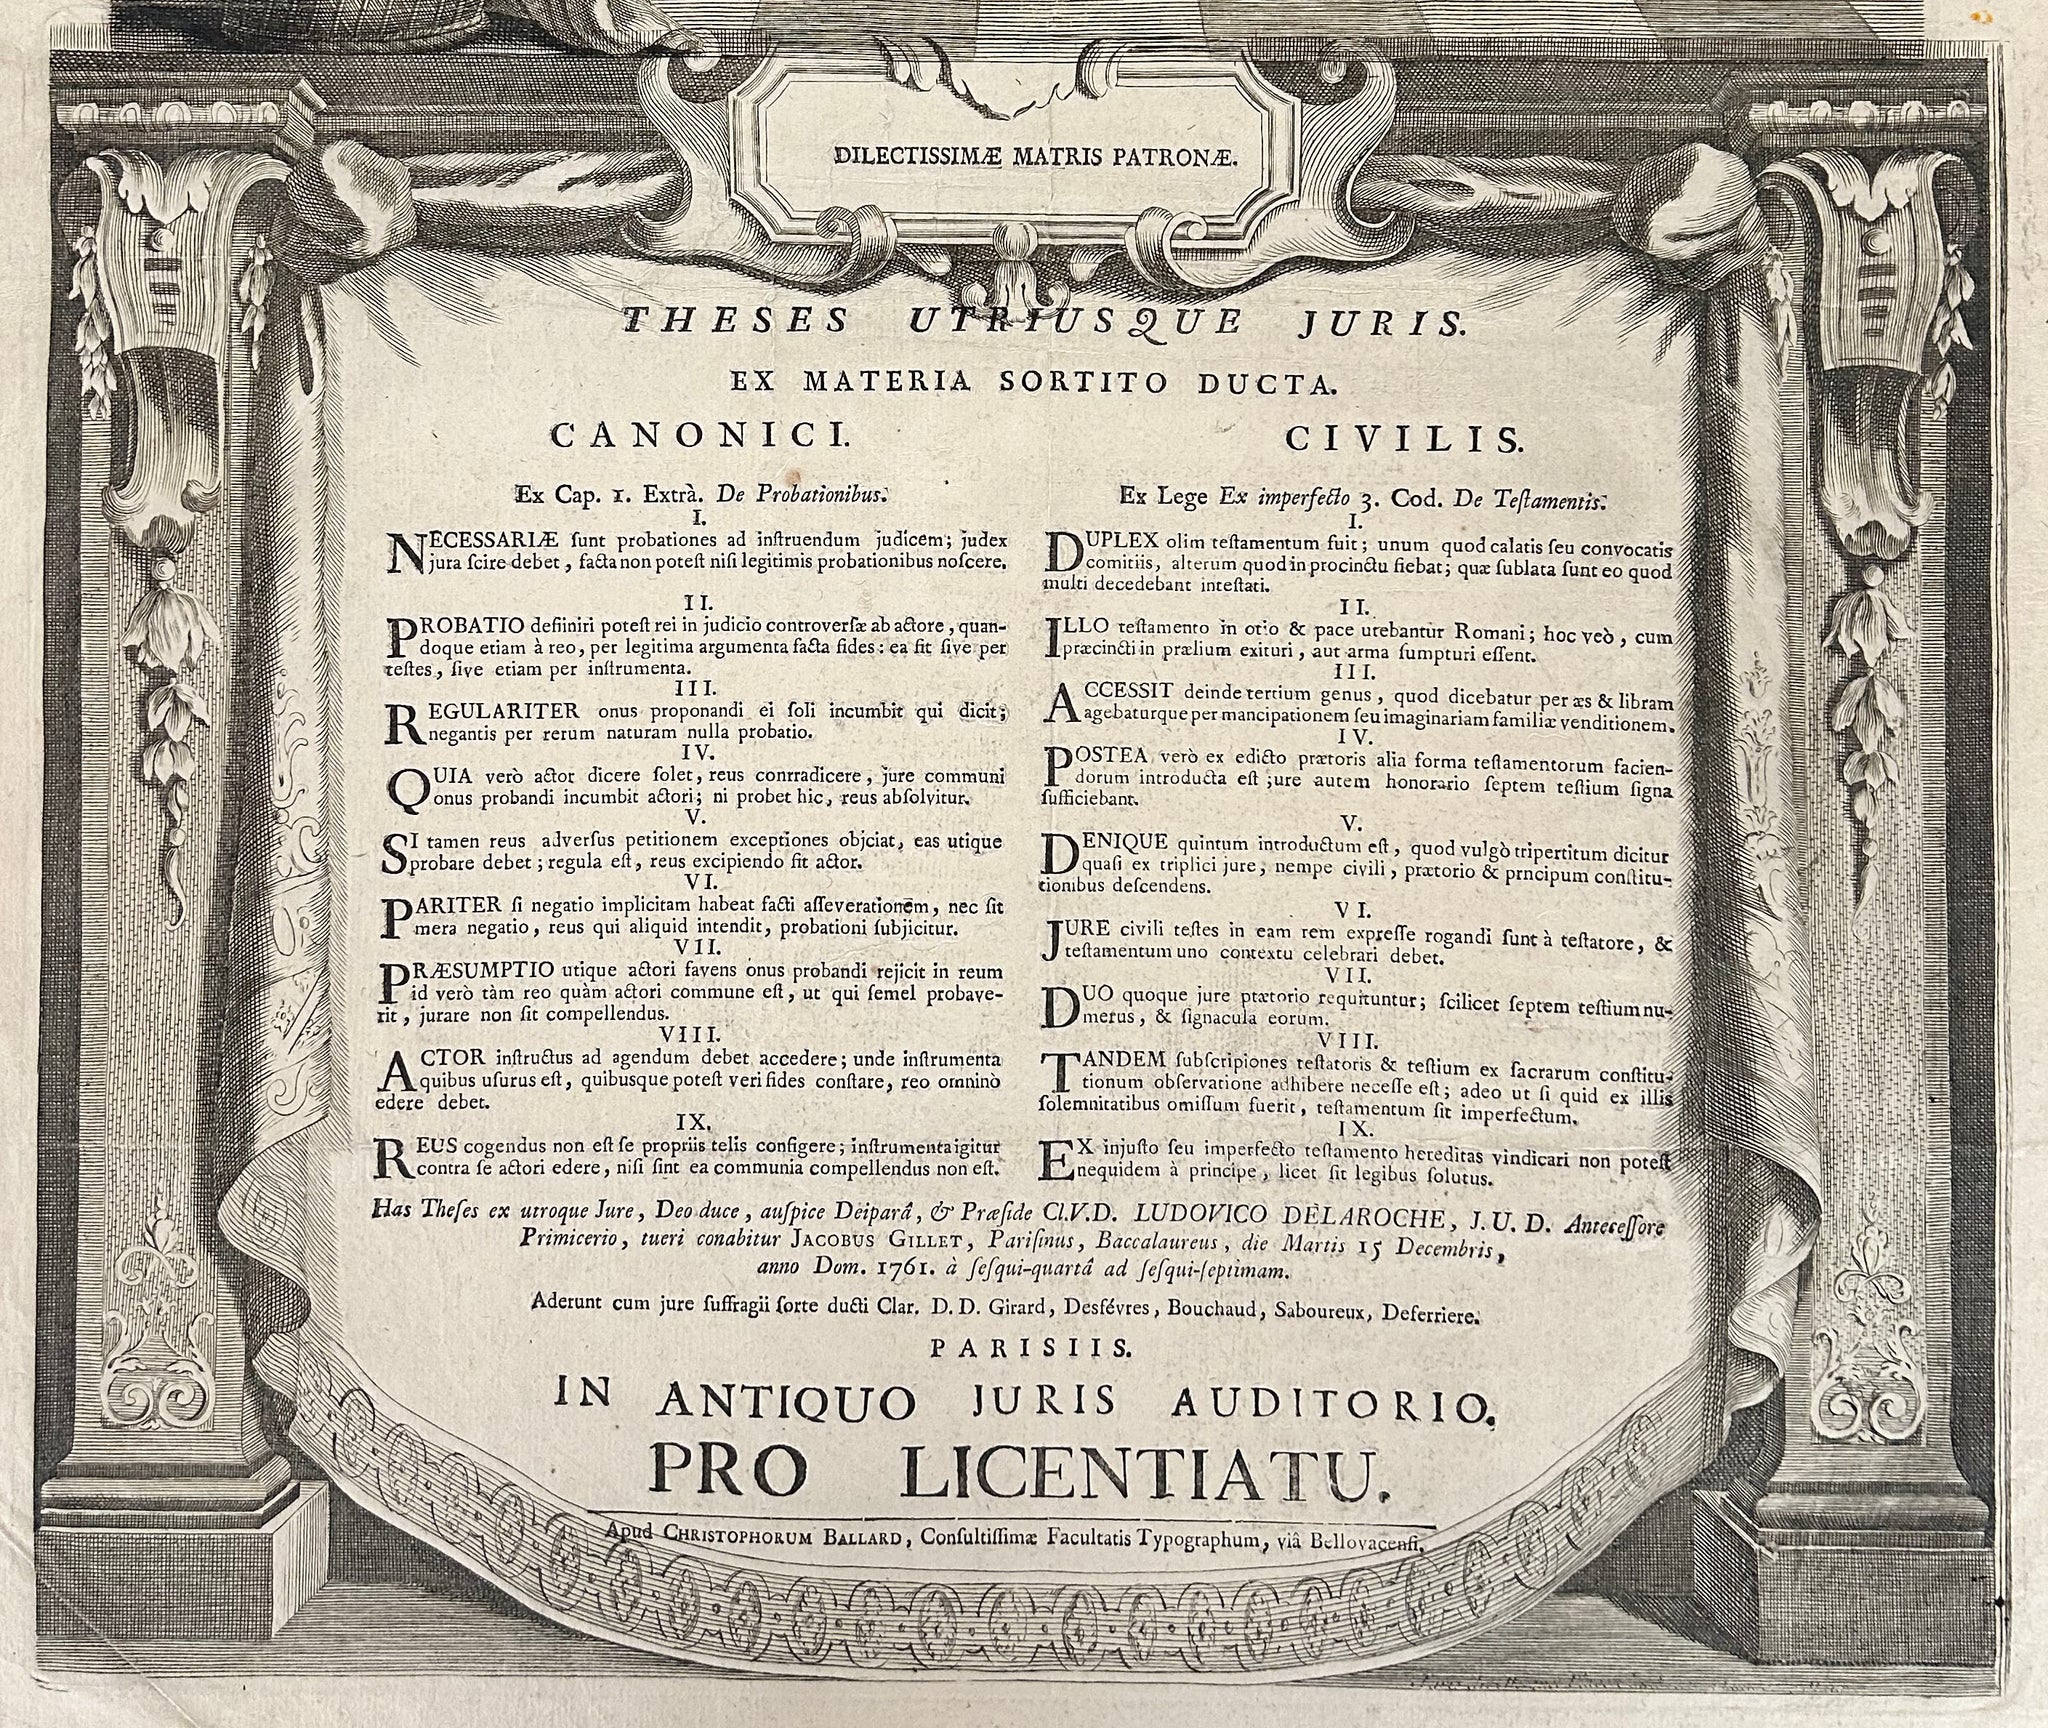 DILECTISSIMÆ MATRIS PATRONÆ.
THESES UTRIUSQUE JURIS.
EX MATERIA SORTITO DUCTA.
CANONICI.
Ex Cap. 1. Extrà. De Probationibus.
I.
NECESSARIÆ ſunt probationes ad inſtruendum judicem; judex
jura ſcire debet, facta non poteſt niſi legitimis probationibus noſcere.
II.
PROBATIO defiiniri poteſt rei in judicio controverſæ ab actore, quan-
doque etiam à reo, per legitima argumenta facta fides: ea fit ſive per
teſtes, ſive etiam per inſtrumenta.
III.
REGULARITER onus proponandi ei ſoli incumbit qui dicit;
negantis per rerum naturam nulla probatio.
IV.
QUIA verò actor dicere ſolet, reus conrradicere, jure communi
onus probandi incumbit actori; ni probet hic, reus abſolvitur.
V.
SI tamen reus adverſus petitionem exceptiones objciat, eas utique
probare debet; regula eſt, reus excipiendo fit actor.
VI.
PARITER ſi negatio implicitam habeat facti aſſeverationem, nec ſit
mera negatio, reus qui aliquid intendit, probationi ſubjicitur.
VII.
PRÆSUMPTIO utique actori favens onus probandi rejicit in reum
id verò tàm reo quàm actori commune eſt, ut qui ſemel probave-
rit, jurare non ſit compellendus.
VIII.
ACTOR inſtructus ad agendum debet accedere; unde inſtrumenta
quibus uſurus eſt, quibusque poteſt veri fides conſtare, reo omninò
edere debet.
IX.
REUS cogendus non eſt ſe propriis telis configere; inſtrumenta igitur
contra ſe actori edere, niſi ſint ea communia compellendus non eſt.
CIVILIS.
Ex Lege Ex imperfecto 3. Cod. De Teſtamentis.
I.
DUPLEX olim teſtamentum fuit; unum quod calatis ſeu convocatis
comitiis, alterum quod in procinctu fiebat; quæ ſublata ſunt eo quod
multi decedebant inteſtati.
II.
ILLO teſtamento in otio & pace utebantur Romani; hoc veò, cum
præcincti in prælium exituri, aut arma ſumpturi eſſent.
III.
ACCESSIT deinde tertium genus, quod dicebatur per æs & libram
agebaturque per mancipationem ſeu imaginariam familiæ venditionem.
IV.
POSTEA verò ex edicto prætoris alia forma teſtamentorum facien-
dorum introducta eſt ;jure autem honorario ſeptem teſtium ſigna
ſufficiebant.
V.
DENIQUE quintum introductum eſt, quod vulgò tripertitum dicitur
quaſi ex triplici jure, nempe civili, prætorio & prncipum conſtitu-
tionibus deſcendens.
VI.
JURE civili teſtes in eam rem expreſſe rogandi ſunt à teſtatore, &
teſtamentum uno contextu celebrari debet.
VII.
DUO quoque jure prætorio requiruntur; ſcilicet ſeptem teſtium nu-
merus, & ſignacula eorum.
VIII.
TANDEM ſubſcripiones teſtatoris & teſtium ex ſacrarum conſtitu-
tionum obſervatione adhibere neceſſe eſt; adeo ut ſi quid ex illis
ſolemnitatibus omiſſum fuerit, teſtamentum ſit imperfectum.
IX.
EX injuſto ſeu imperfecto teſtamento hereditas vindicari non poteſt
nequidem à principe, licet ſit legibus ſolutus.
Has Theſes ex utroque Jure, Deo duce, auſpice Deiparâ, & Præſide Cl.V.D. LUDOVICO DELAROCHE, J. U. D. Anteceſſore
Primicerio, tueri conabitur JACOBUS GILLET, Pariſinus, Baccalaureus, die Martis 15 Decembris,
anno Dom. 1761. à ſeſqui-quartâ ad ſeſqui-ſeptimam.
Aderunt cum jure ſuffragii ſorte ducti Clar. D. D. Girard, Desfévres, Bouchaud, Saboureux, Deferriere.
PARISIIS.
IN ANTIQUO JURIS AUDITORIO,
PRO LICENTIATU.
Apud CHRISTOPHORUM BALLARD, Conſultiſſimæ Facultatis Typographum, viâ Bellovacenſi.